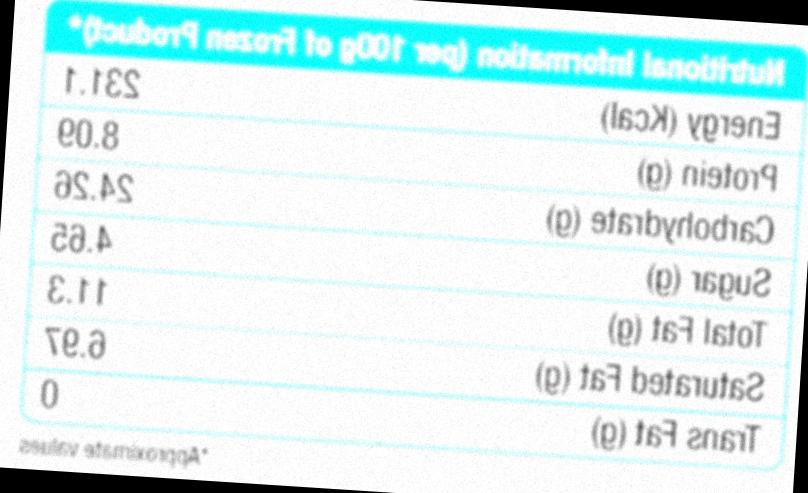 Nutritional Information (per 100g of Frozen Product)*
Energy (Kcal) 231.1
Protein (g) 8.09
Carbohydrate (g) 24.26
Sugar (g) 4.65
Total Fat (g) 11.3
Saturated Fat (g) 6.97
Trans Fat (g) 0
*Approximate values